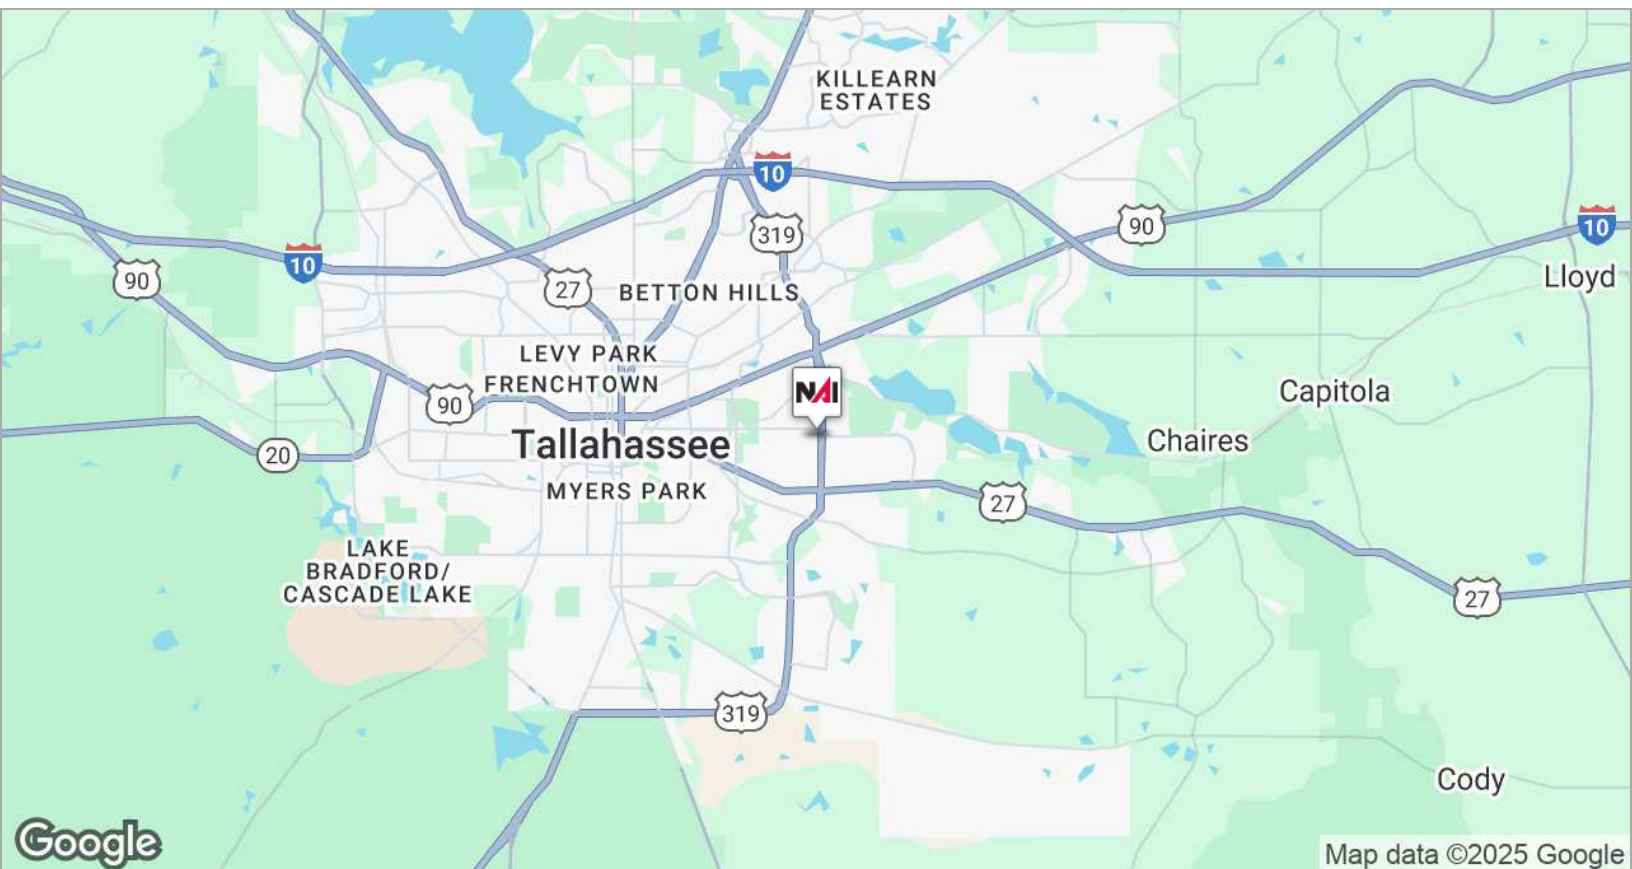 KILLEARN
ESTATES
10
319
90
10
10
90
27
BETTON HILLS
Lloyd
LEVY PARK
FRENCHTOWN
90
NAI
Capitola
Tallahassee
20
Chaires
MYERS PARK
27
LAKE
BRADFORD/
CASCADE LAKE
27
319
Cody
Google
Map data ©2025 Google